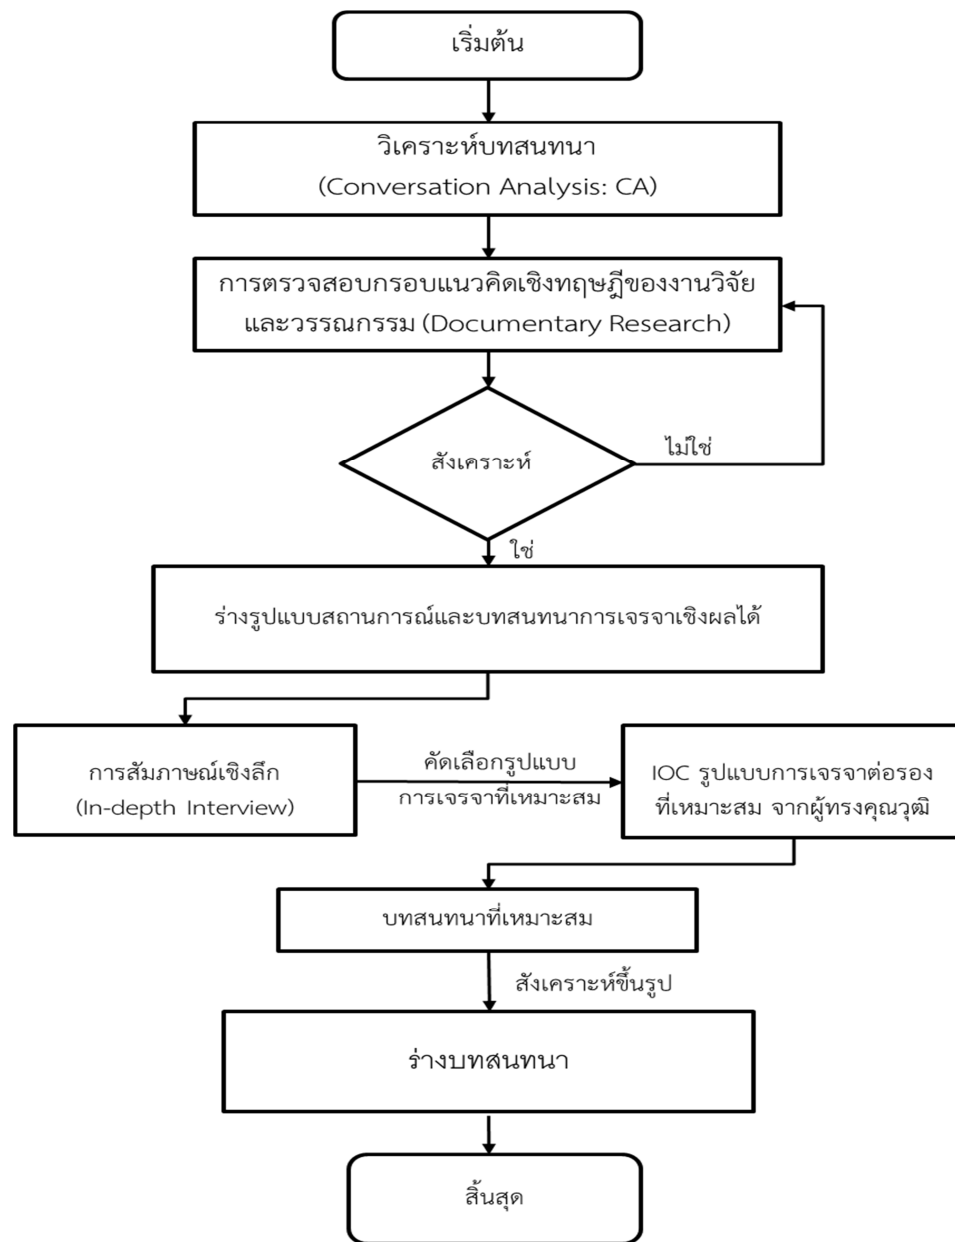 เริ่มต้น
วิเคราะห์บทสนทนา
(Conversation Analysis: CA)
การตรวจสอบกรอบแนวคิดเชิงทฤษฎีของงานวิจัย
และวรรณกรรม (Documentary Research)
สังเคราะห์
ไม่ใช่
ใช่
ร่างรูปแบบสถานการณ์และบทสนทนาการเจรจาเชิงผลได้
การสัมภาษณ์เชิงลึก
(In-depth Interview)
คัดเลือกรูปแบบ
การเจรจาที่เหมาะสม
IOC รูปแบบการเจรจาต่อรอง
ที่เหมาะสม จากผู้ทรงคุณวุฒิ
บทสนทนาที่เหมาะสม
สังเคราะห์ขึ้นรูป
ร่างบทสนทนา
สิ้นสุด